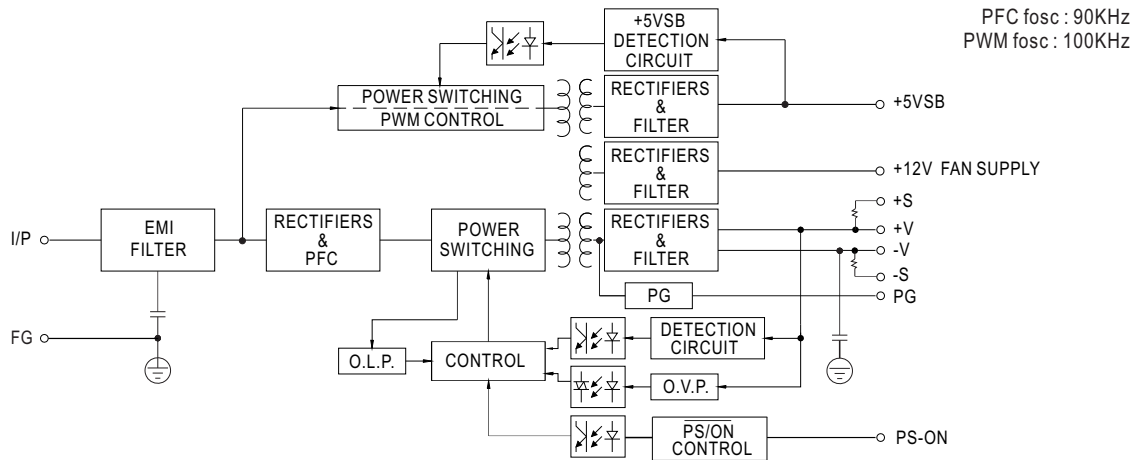 PFC fosc : 90KHz
PWM fosc : 100KHz
+5VSB
DETECTION
CIRCUIT
POWER SWITCHING
PWM CONTROL
RECTIFIERS
&
FILTER
+5VSB
RECTIFIERS
&
FILTER
+12V FAN SUPPLY
I/P
EMI
FILTER
RECTIFIERS
&
PFC
POWER
SWITCHING
RECTIFIERS
&
FILTER
+S
+V
-V
-S
PG
PG
FG
O.L.P.
CONTROL
DETECTION
CIRCUIT
O.V.P.
PS/ON
CONTROL
PS-ON